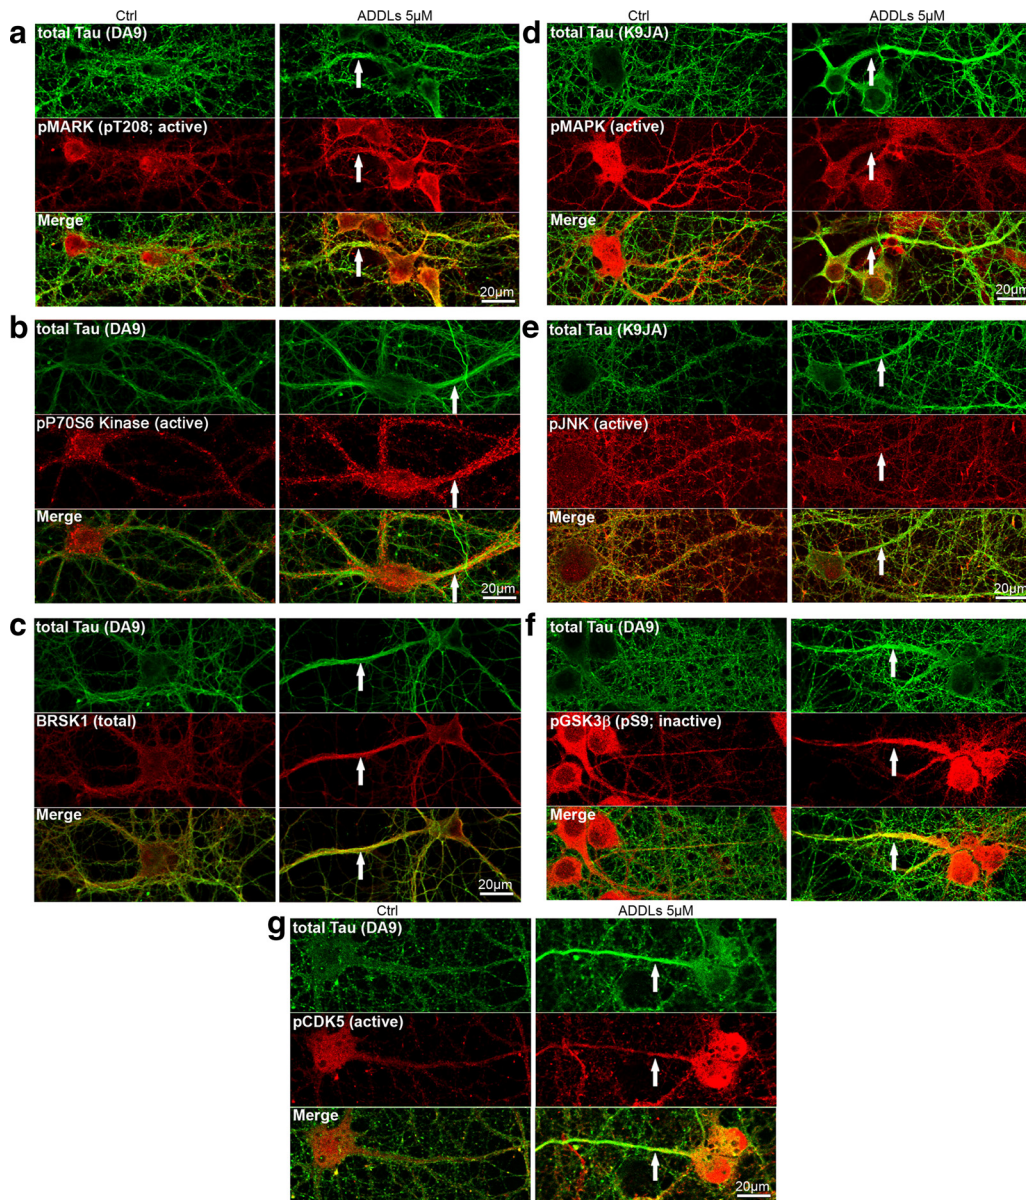 Ctrl
ADDLs 5µM
a
total Tau (DA9)
pMARK (pT208; active)
Merge
20µm
b
total Tau (DA9)
pP70S6 Kinase (active)
Merge
20µm
c
total Tau (DA9)
BRSK1 (total)
Merge
20µm
Ctrl
ADDLs 5µM
d
total Tau (K9JA)
pMAPK (active)
Merge
20µm
e
total Tau (K9JA)
pJNK (active)
Merge
20µm
f
total Tau (DA9)
pGSK3β (pS9; inactive)
Merge
20µm
Ctrl
ADDLs 5µM
g
total Tau (DA9)
pCDK5 (active)
Merge
20µm